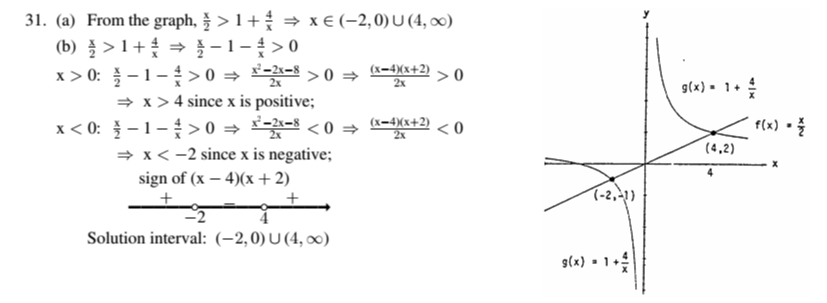 31. (a) From the graph, x/2 > 1 + 4/x ⇒ x ∈ (−2, 0) ∪ (4, ∞)
(b) x/2 > 1 + 4/x ⇒ x/2 − 1 − 4/x > 0
x > 0: x/2 − 1 − 4/x > 0 ⇒ (x²−2x−8)/2x > 0 ⇒ (x−4)(x+2)/2x > 0
⇒ x > 4 since x is positive;
x < 0: x/2 − 1 − 4/x > 0 ⇒ (x²−2x−8)/2x < 0 ⇒ (x−4)(x+2)/2x < 0
⇒ x < −2 since x is negative;
sign of (x − 4)(x + 2)
+ − +
−2 4
Solution interval: (−2, 0) ∪ (4, ∞)
y
g(x) = 1 + 4/x
f(x) = x/2
(4,2)
x
4
(-2,-1)
g(x) = 1 + 4/x